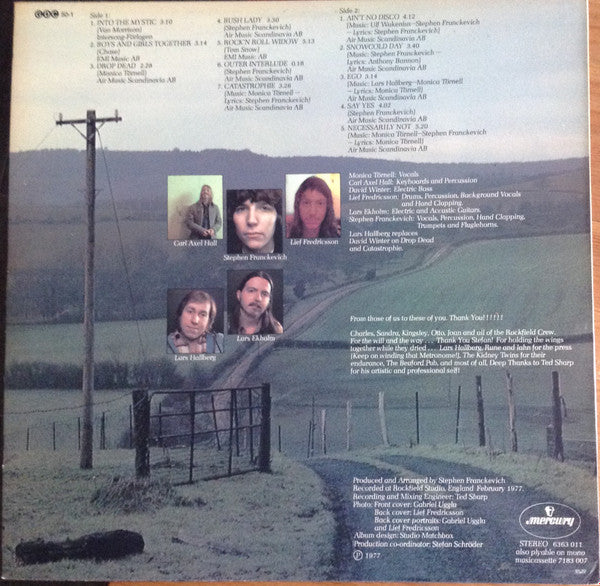 GDC 50-1
Side 1:
1. INTO THE MYSTIC 3.10
(Van Morrison)
Intersong-Förlagen
2. BOYS AND GIRLS TOGETHER 3.14
(Chase)
EMI Music AB
3. DROP DEAD 2.28
(Monica Törnell)
Air Music Scandinavia AB
4. BUSH LADY 3.30
(Stephen Franckevich)
Air Music Scandinavia AB
5. ROCK'N ROLL WIDOW 3.13
(Tom Snow)
EMI Music AB
6. OUTER INTERLUDE 0.18
(Stephen Franckevich)
Air Music Scandinavia AB
7. CATASTROPHIE 3.28
(Music: Monica Törnell –
Lyrics: Stephen Franckevich)
Air Music Scandinavia AB
Side 2:
1. AIN'T NO DISCO 4.12
(Music: Ulf Wakenius–Stephen Franckevich
– Lyrics: Stephen Franckevich)
Air Music Scandinavia AB
2. SNOWCOLD DAY 3.40
(Music: Stephen Franckevich –
Lyrics: Anthony Bannon)
Air Music Scandinavia AB
3. EGO 3.14
(Music: Lars Hallberg–Monica Törnell
– Lyrics: Monica Törnell)
Air Music Scandinavia AB
4. SAY YES 4.02
(Stephen Franckevich)
Air Music Scandinavia AB
5. NECESSARILY NOT 5.20
(Music: Monica Törnell–Stephen Franckevich
– Lyrics: Monica Törnell)
Air Music Scandinavia AB
Carl Axel Hall
Stephen Franckevich
Lief Fredricsson
Lars Hallberg
Lars Ekholm
Monica Törnell: Vocals
Carl Axel Hall: Keyboards and Percussion
David Winter: Electric Bass
Lief Fredricsson: Drums, Percussion, Background Vocals
and Hand Clapping
Lars Ekholm: Electric and Acustic Guitars
Stephen Franckevich: Vocals, Percussion, Hand Clapping,
Trumpets and Fluglehorns.
Lars Hallberg replaces
David Winter on Drop Dead
and Catastrophie.
From those of us to these of you. Thank You!!!!!!
Charles, Sandra, Kingsley, Otto, Joan and all of the Rockfield Crew.
For the will and the way . . . Thank You Stefan! For holding the wings
together while they dried . . . Lars Hallberg, Rune and John for the press
(Keep on winding that Metronome!), The Kidney Twins for their
endurance, The Beaford Pub, and most of all, Deep Thanks to Ted Sharp
for his artistic and professional self!
Produced and Arranged by Stephen Franckevich
Recorded at Rockfield Studio, England February 1977.
Recording and Mixing Engineer: Ted Sharp
Photo: Front cover: Gabriel Uggla
Back cover: Lief Fredricsson
Back cover portraits: Gabriel Uggla
and Lief Fredricsson
Album design: Studio Matchbox.
Production co-ordinator: Stefan Schröder
Ⓟ 1977
mercury
STEREO 6363 011
also playable on mono
musicassette 7183 007